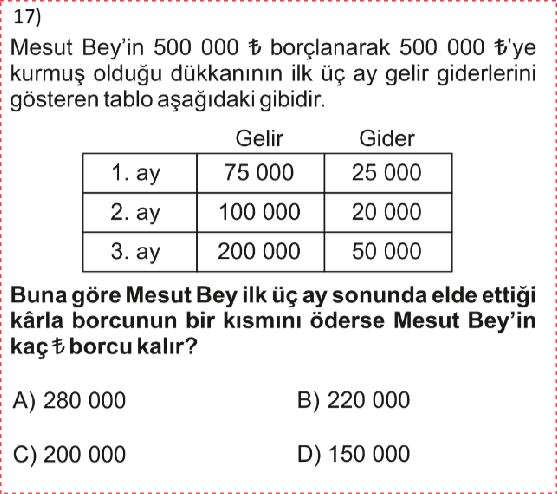 17)
Mesut Bey'in 500 000 ₺ borçlanarak 500 000 ₺'ye
kurmuş olduğu dükkanının ilk üç ay gelir giderlerini
gösteren tablo aşağıdaki gibidir.
Gelir Gider
1. ay 75 000 25 000
2. ay 100 000 20 000
3. ay 200 000 50 000
Buna göre Mesut Bey ilk üç ay sonunda elde ettiği
kârla borcunun bir kısmını öderse Mesut Bey'in
kaç ₺ borcu kalır?
A) 280 000 B) 220 000
C) 200 000 D) 150 000